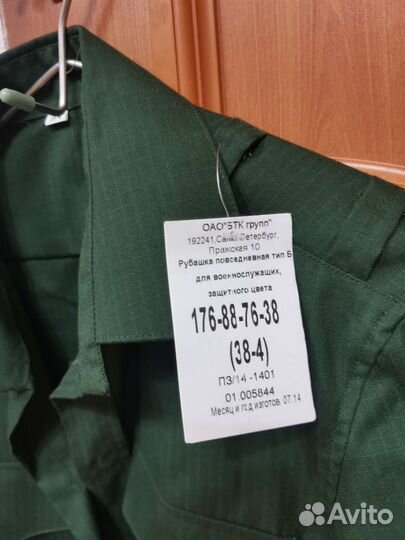 ОАО"БТК групп"
192241,Санкт-Петербург,
Пражская 10
Рубашка повседневная тип Б
для военнослужащих,
защитного цвета
176-88-76-38
(38-4)
ПЗ/14 -1401
01.005844
Месяц и год изготов. 07.14
Avito